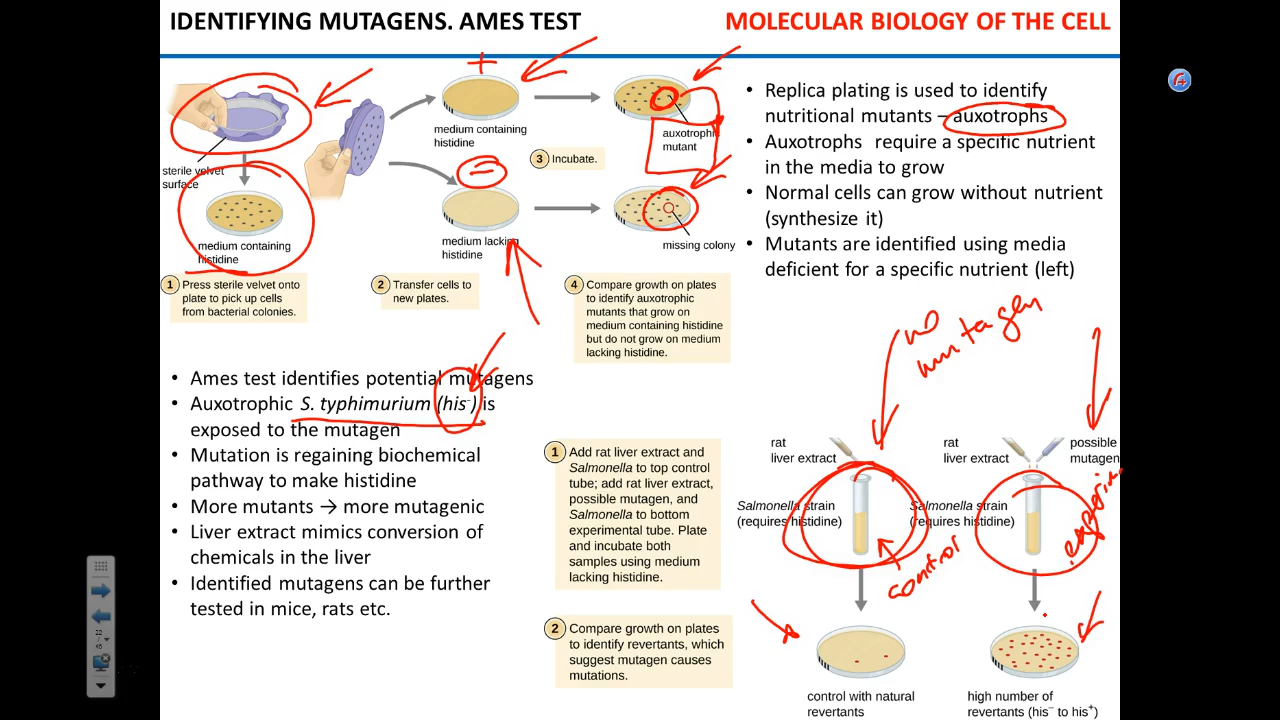 IDENTIFYING MUTAGENS. AMES TEST
MOLECULAR BIOLOGY OF THE CELL
+
sterile velvet
surface
medium containing
histidine
medium containing
histidine
medium lacking
histidine
auxotrophic
mutant
missing colony
1 Press sterile velvet onto
plate to pick up cells
from bacterial colonies.
2 Transfer cells to
new plates.
3 Incubate.
4 Compare growth on plates
to identify auxotrophic
mutants that grow on
medium containing histidine
but do not grow on medium
lacking histidine.
• Replica plating is used to identify
nutritional mutants – auxotrophs
• Auxotrophs require a specific nutrient
in the media to grow
• Normal cells can grow without nutrient
(synthesize it)
• Mutants are identified using media
deficient for a specific nutrient (left)
• Ames test identifies potential mutagens
• Auxotrophic S. typhimurium (his-) is
exposed to the mutagen
• Mutation is regaining biochemical
pathway to make histidine
• More mutants → more mutagenic
• Liver extract mimics conversion of
chemicals in the liver
• Identified mutagens can be further
tested in mice, rats etc.
1 Add rat liver extract and
Salmonella to top control
tube; add rat liver extract,
possible mutagen, and
Salmonella to bottom
experimental tube. Plate
and incubate both
samples using medium
lacking histidine.
2 Compare growth on plates
to identify revertants, which
suggest mutagen causes
mutations.
no
mutagen
rat
liver extract
Salmonella strain
(requires histidine)
control
control with natural
revertants
rat
liver extract
possible
mutagen
Salmonella strain
(requires histidine)
high number of
revertants (his− to his+)